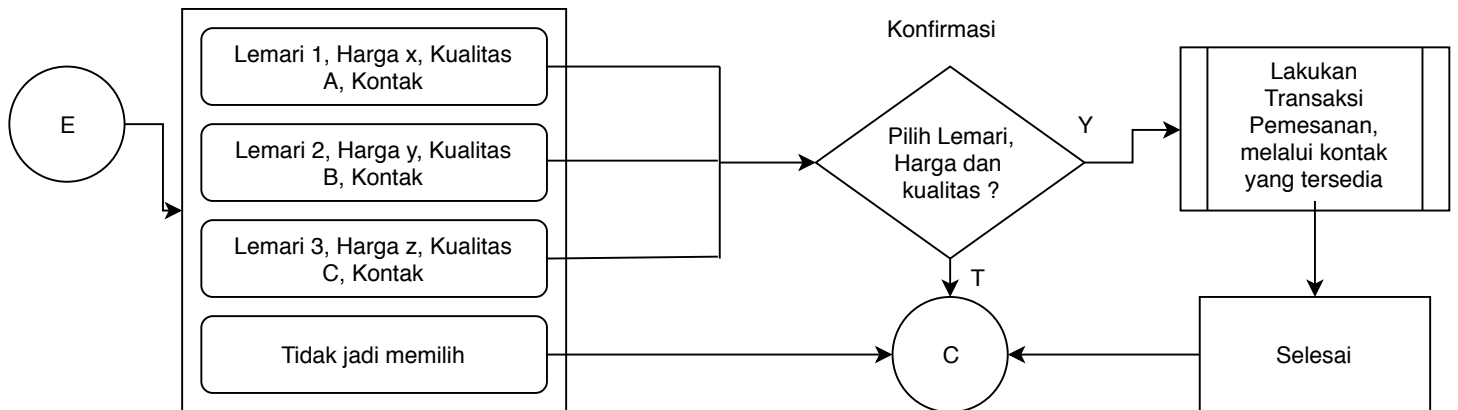 E
Lemari 1, Harga x, Kualitas
A, Kontak
Lemari 2, Harga y, Kualitas
B, Kontak
Lemari 3, Harga z, Kualitas
C, Kontak
Tidak jadi memilih
Konfirmasi
Pilih Lemari,
Harga dan
kualitas ?
Y
T
C
Lakukan
Transaksi
Pemesanan,
melalui kontak
yang tersedia
Selesai